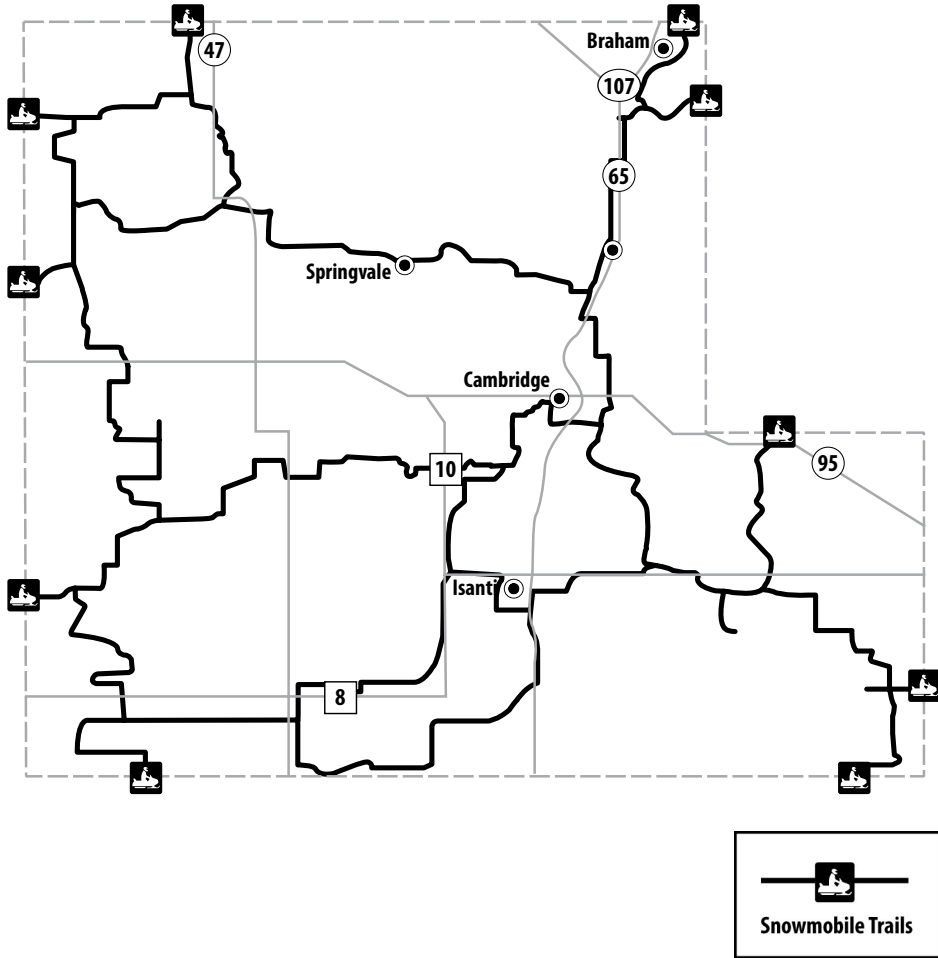 47
Braham
107
65
Springvale
Cambridge
10
95
Isanti
8
Snowmobile Trails